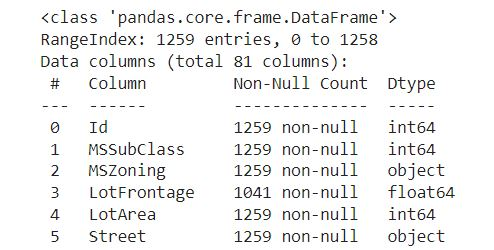 <class 'pandas.core.frame.DataFrame'>
RangeIndex: 1259 entries, 0 to 1258
Data columns (total 81 columns):
 #   Column         Non-Null Count  Dtype
---  ------         --------------  -----
 0   Id             1259 non-null   int64
 1   MSSubClass     1259 non-null   int64
 2   MSZoning       1259 non-null   object
 3   LotFrontage    1041 non-null   float64
 4   LotArea        1259 non-null   int64
 5   Street         1259 non-null   object